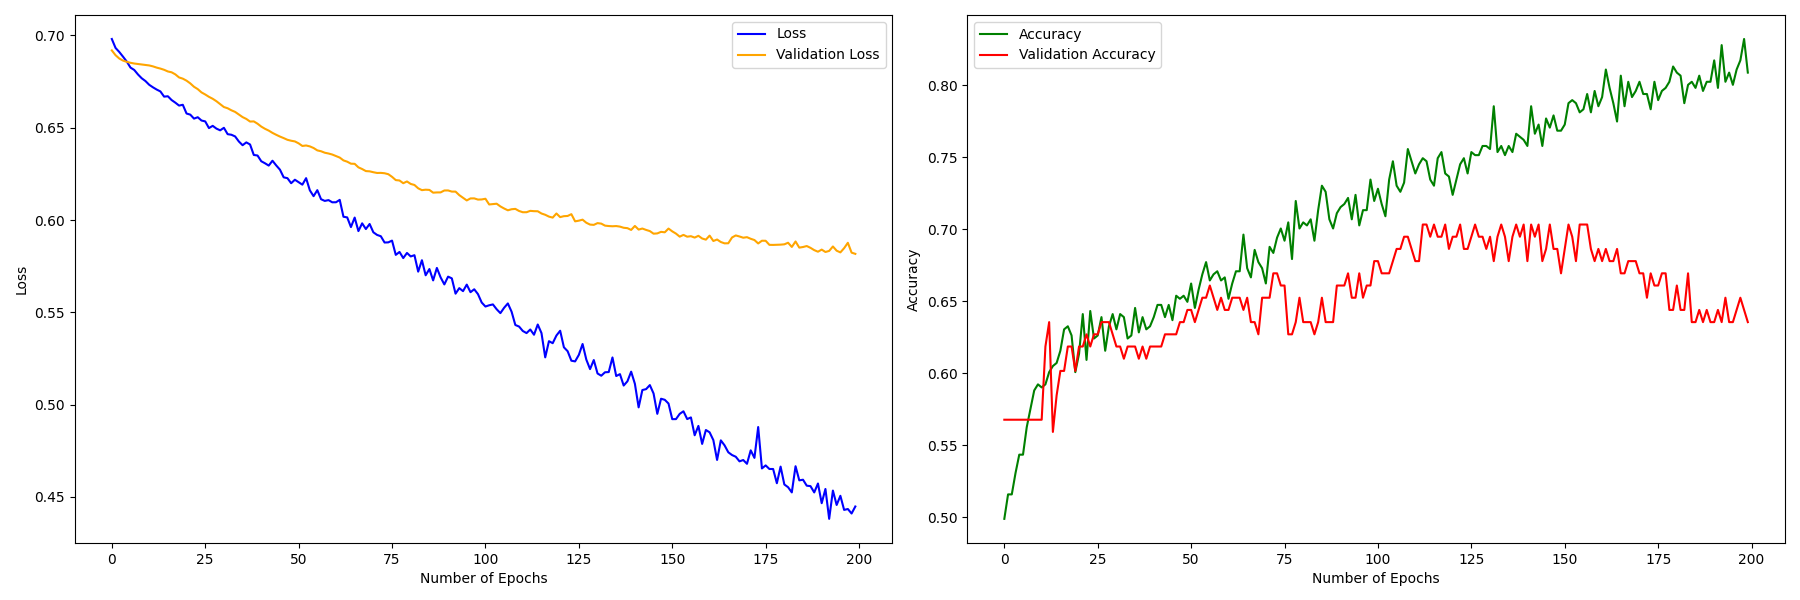 Loss
Validation Loss
0.70
0.65
0.60
0.55
0.50
0.45
Loss
0 25 50 75 100 125 150 175 200
Number of Epochs
Accuracy
Validation Accuracy
0.80
0.75
0.70
0.65
0.60
0.55
0.50
Accuracy
0 25 50 75 100 125 150 175 200
Number of Epochs